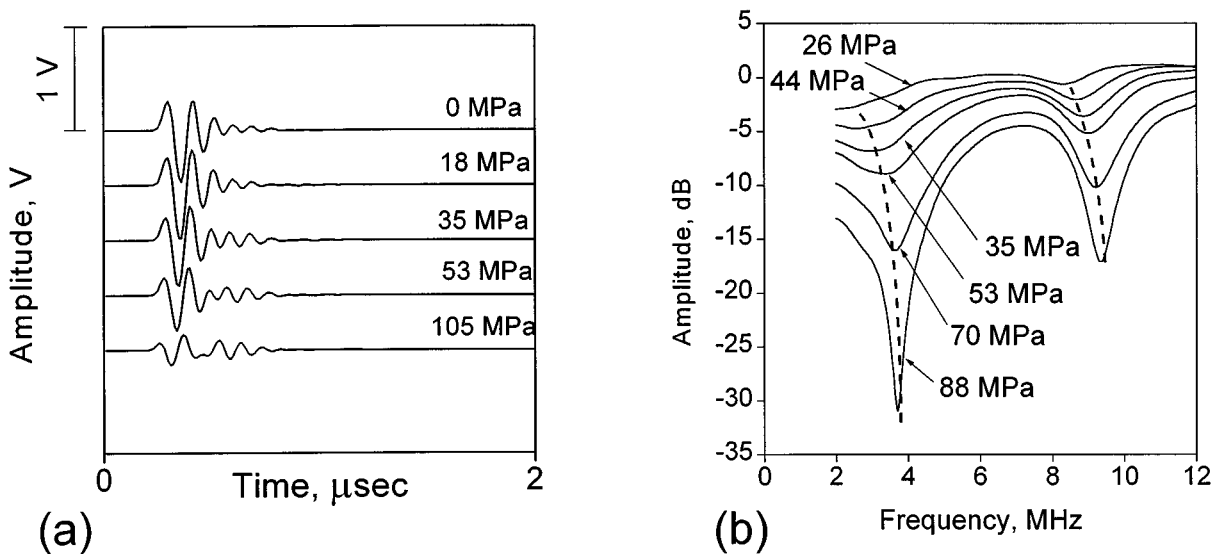 1 V
Amplitude, V
0 MPa
18 MPa
35 MPa
53 MPa
105 MPa
0
2
Time, μsec
(a)
5
0
-5
-10
-15
-20
-25
-30
-35
Amplitude, dB
26 MPa
44 MPa
35 MPa
53 MPa
70 MPa
88 MPa
0
2
4
6
8
10
12
Frequency, MHz
(b)